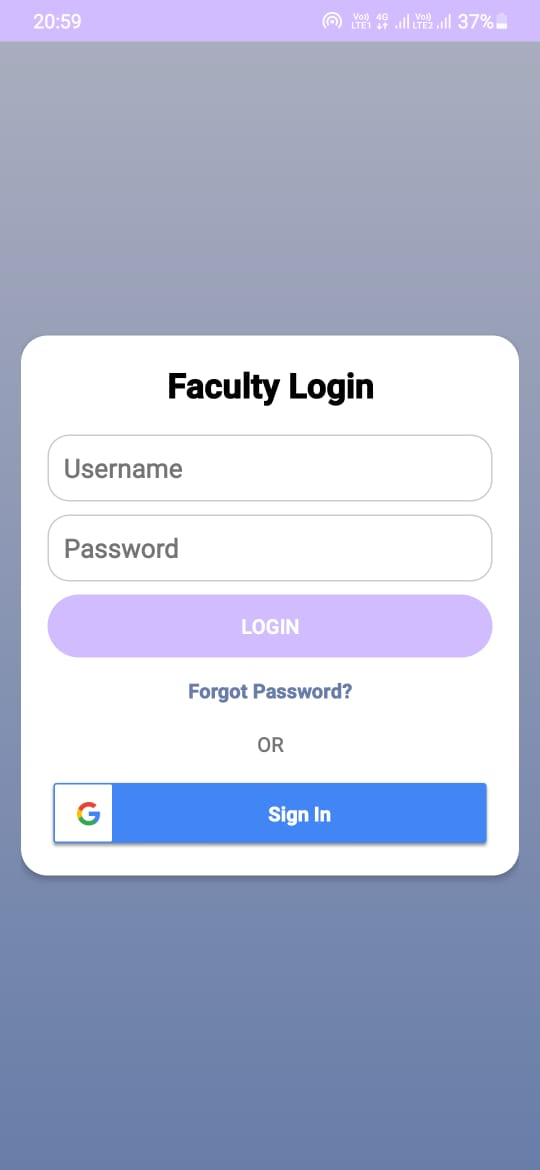 20:59 Vo)) LTE1 4G Vo)) LTE2 37%
Faculty Login
Username
Password
LOGIN
Forgot Password?
OR
G Sign In